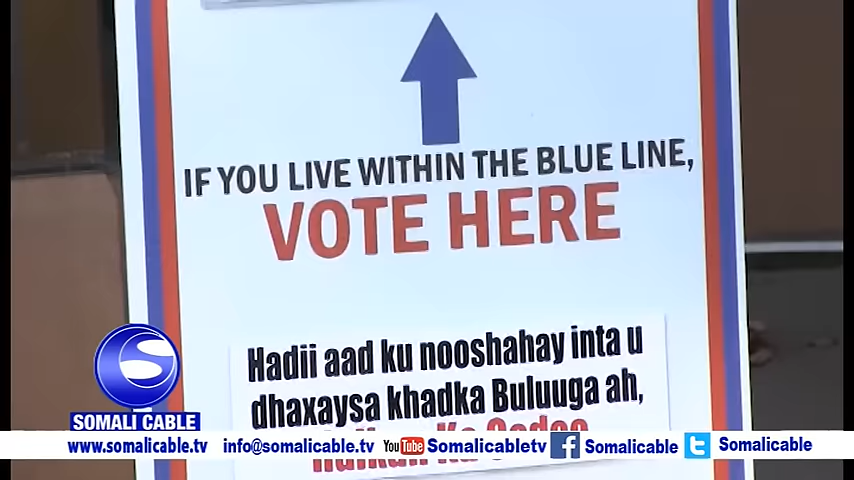 IF YOU LIVE WITHIN THE BLUE LINE,
VOTE HERE
Hadii aad ku nooshahay inta u
dhaxaysa khadka Buluuga ah,
SOMALI CABLE
www.somalicable.tv info@somalicable.tv YouTube Somalicabletv f Somalicable t Somalicable